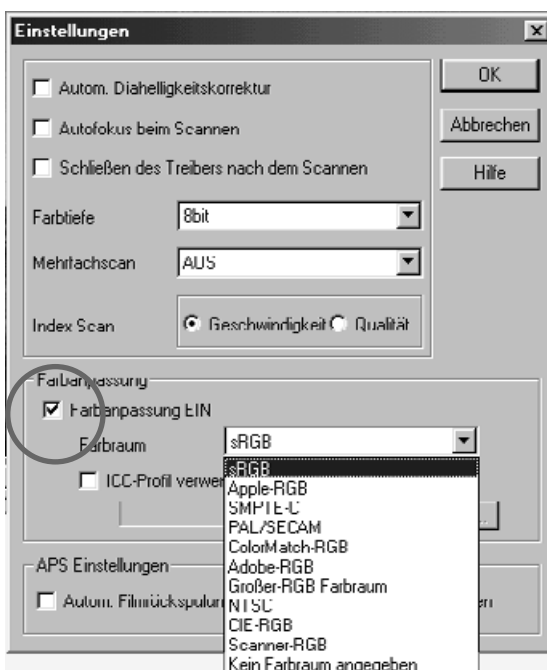 Einstellungen
OK
Autom. Diahelligkeitskorrektur
Autofokus beim Scannen
Abbrechen
Schließen des Treibers nach dem Scannen
Hilfe
Farbtiefe 8bit
Mehrfachscan AUS
Index Scan Geschwindigkeit Qualität
Farbanpassung
Farbanpassung EIN
Farbraum sRGB
sRGB
ICC-Profil verwen
Apple-RGB
SMPTE-C
PAL/SECAM
ColorMatch-RGB
APS Einstellungen
Adobe-RGB
Großer-RGB Farbraum
Autom. Filmrückspulun
NTSC
CIE-RGB
Scanner-RGB
Kein Farbraum angegeben